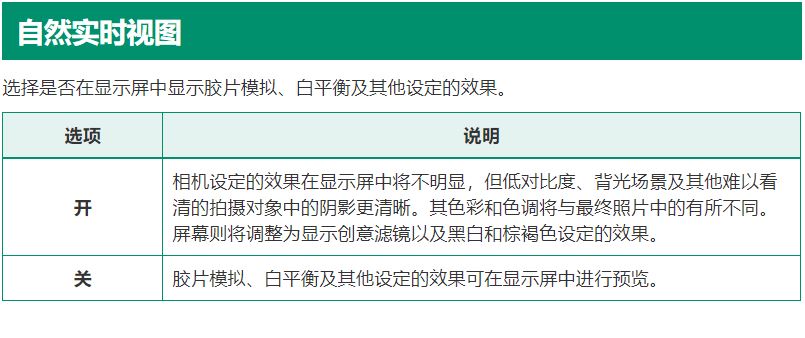 自然实时视图
选择是否在显示屏中显示胶片模拟、白平衡及其他设定的效果。
选项
说明
开
相机设定的效果在显示屏中将不明显，但低对比度、背光场景及其他难以看
清的拍摄对象中的阴影更清晰。其色彩和色调将与最终照片中的有所不同。
屏幕则将调整为显示创意滤镜以及黑白和棕褐色设定的效果。
关
胶片模拟、白平衡及其他设定的效果可在显示屏中进行预览。